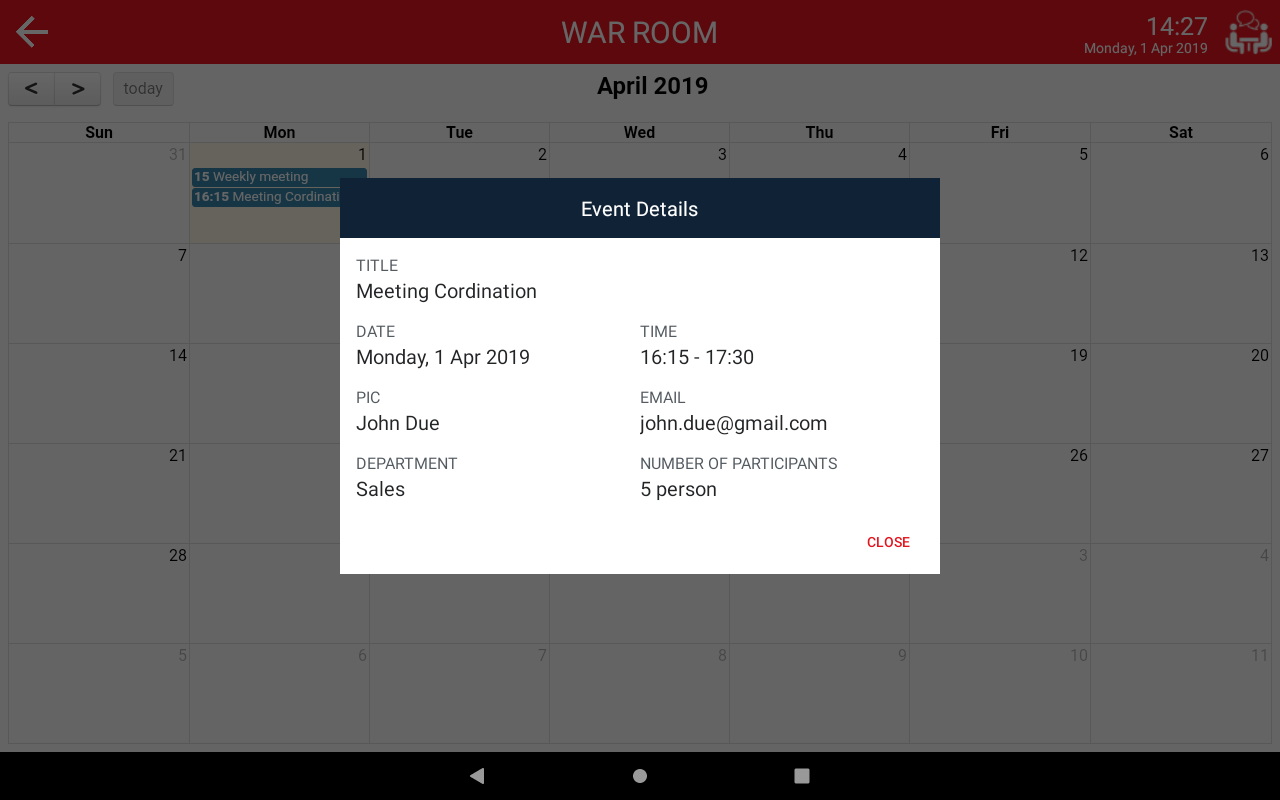 WAR ROOM
14:27
Monday, 1 Apr 2019
< > today
April 2019
Sun Mon Tue Wed Thu Fri Sat
31 1 2 3 4 5 6
15 Weekly meeting
16:15 Meeting Cordinati
Event Details
7 12 13
TITLE
Meeting Cordination
DATE TIME
Monday, 1 Apr 2019 16:15 - 17:30
14 19 20
PIC EMAIL
John Due john.due@gmail.com
21 26 27
DEPARTMENT NUMBER OF PARTICIPANTS
Sales 5 person
CLOSE
28 3 4
5 6 7 8 9 10 11